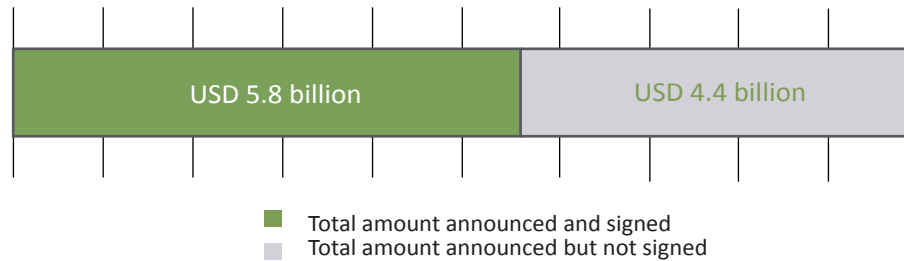 USD 5.8 billion
USD 4.4 billion
Total amount announced and signed
Total amount announced but not signed